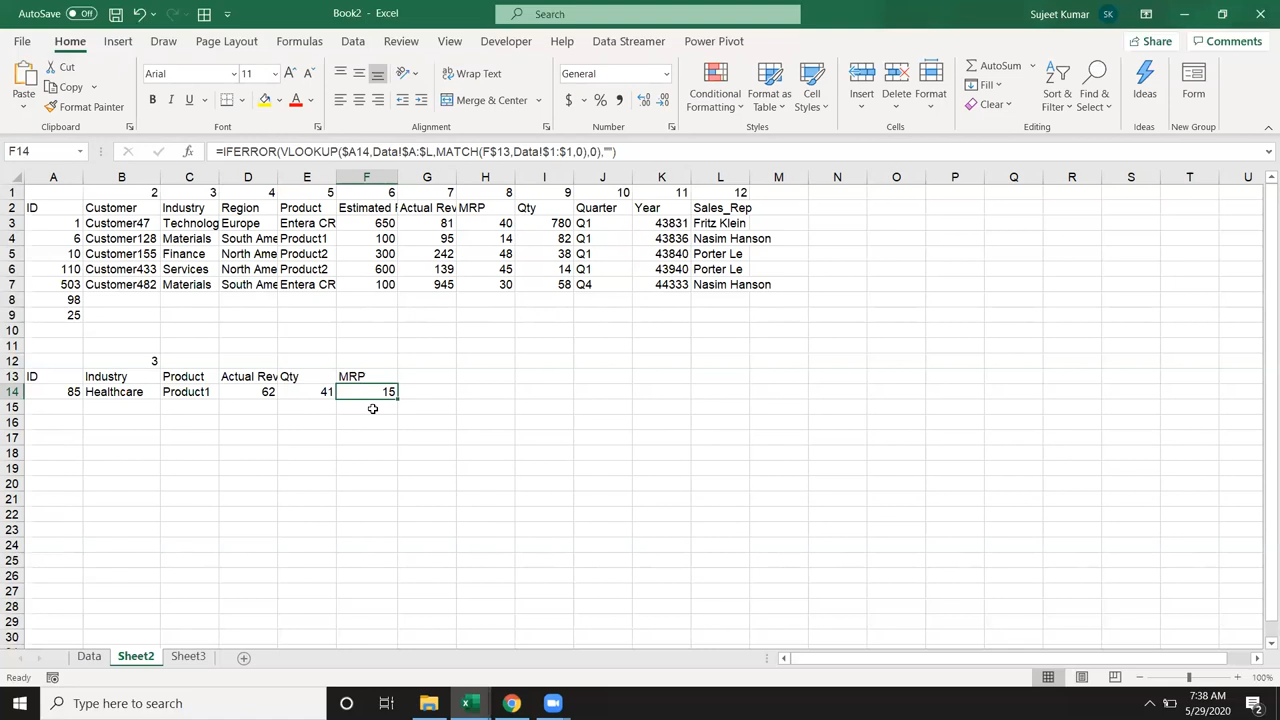 AutoSave Off Book2 - Excel Search Sujeet Kumar SK
File Home Insert Draw Page Layout Formulas Data Review View Developer Help Data Streamer Power Pivot Share Comments
Paste Cut Copy Format Painter Clipboard
Arial 11 B I U Font
Wrap Text Merge & Center Alignment
General $ % Number
Conditional Formatting Format as Table Cell Styles Styles
Insert Delete Format Cells
AutoSum Fill Clear Sort & Filter Find & Select Editing
Ideas Ideas
Form New Group
F14 fx =IFERROR(VLOOKUP($A14,Data!$A:$L,MATCH(F$13,Data!$1:$1,0),0),"")
A B C D E F G H I J K L M N O P Q R S T U
1 2 3 4 5 6 7 8 9 10 11 12
2 ID Customer Industry Region Product Estimated R Actual Rev MRP Qty Quarter Year Sales_Rep
3 1 Customer47 Technolog Europe Entera CR 650 81 40 780 Q1 43831 Fritz Klein
4 6 Customer128 Materials South Ame Product1 100 95 14 82 Q1 43836 Nasim Hanson
5 10 Customer155 Finance North Ame Product2 300 242 48 38 Q1 43840 Porter Le
6 110 Customer433 Services North Ame Product2 600 139 45 14 Q1 43940 Porter Le
7 503 Customer482 Materials South Ame Entera CR 100 945 30 58 Q4 44333 Nasim Hanson
8 98
9 25
10
11
12 3
13 ID Industry Product Actual Rev Qty MRP
14 85 Healthcare Product1 62 41 15
15
16
17
18
19
20
21
22
23
24
25
26
27
28
29
30
Data Sheet2 Sheet3
Ready 100%
Type here to search 7:38 AM
5/29/2020 2